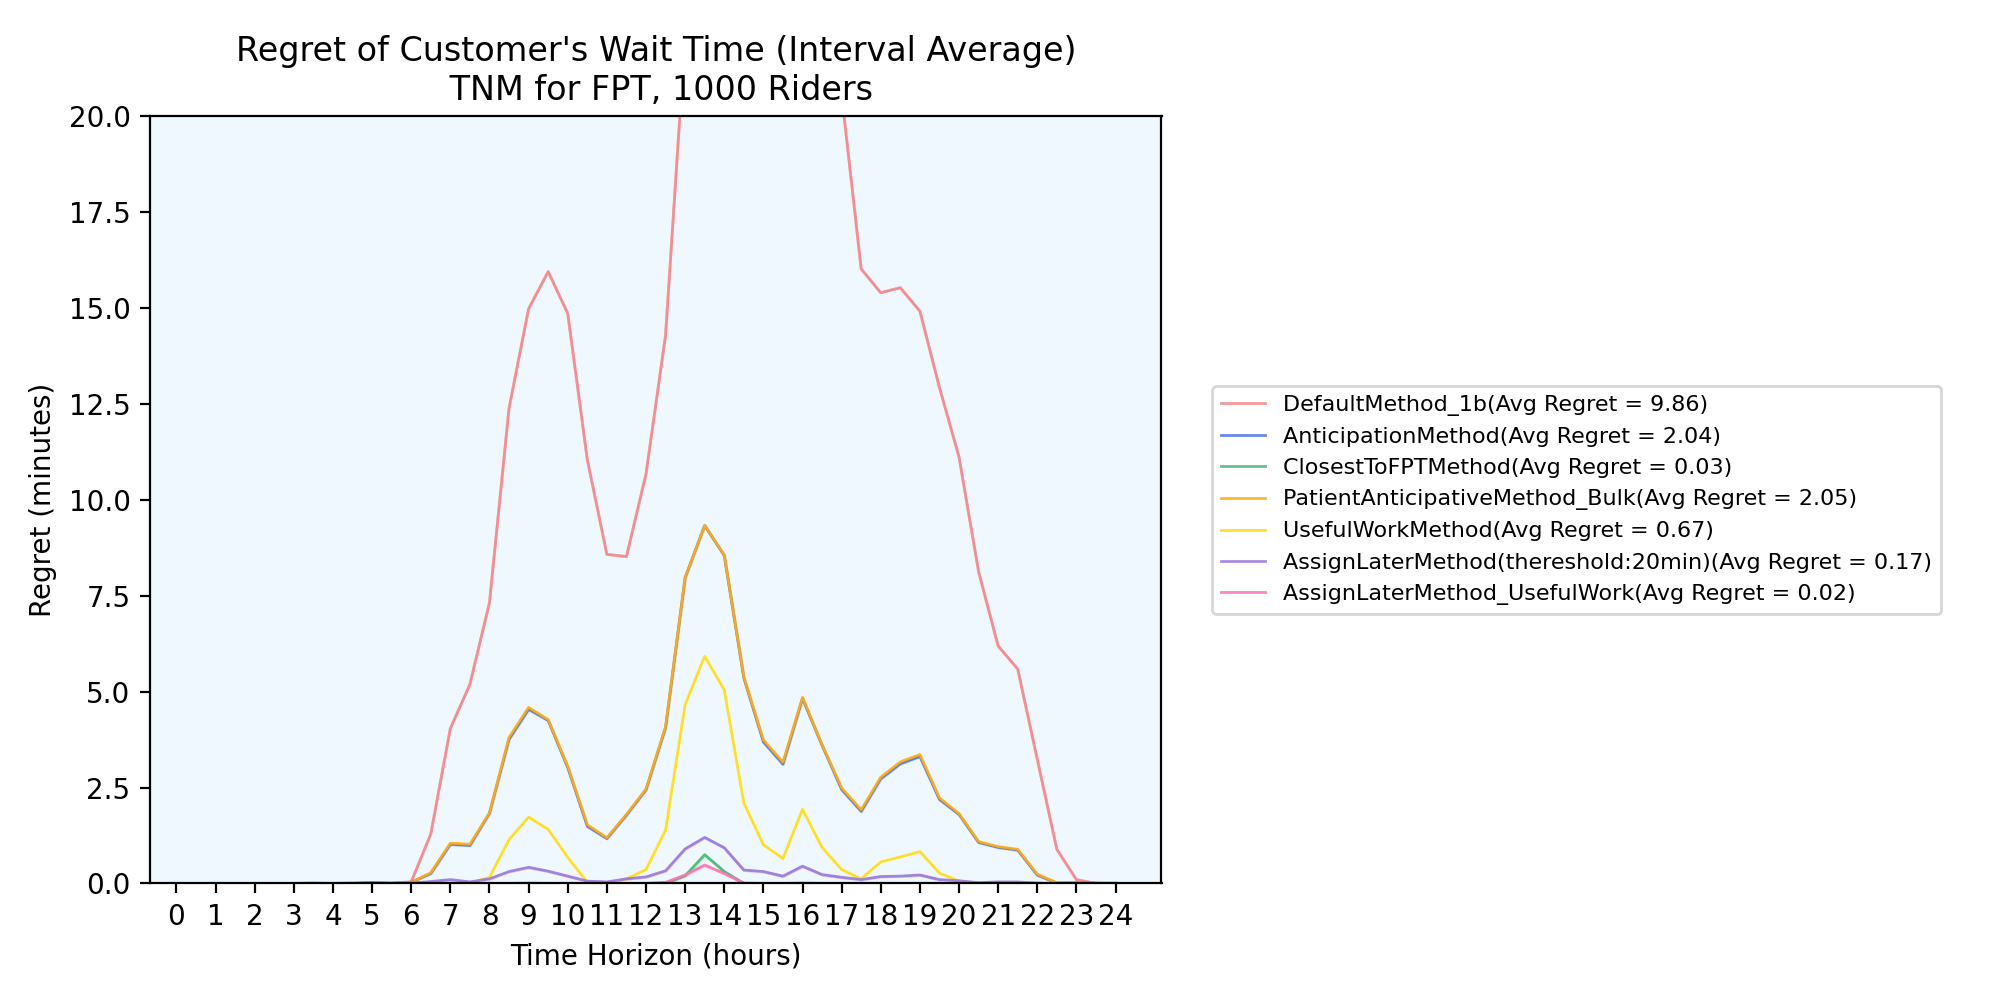 Regret of Customer's Wait Time (Interval Average)
TNM for FPT, 1000 Riders
20.0
17.5
15.0
12.5
10.0
7.5
5.0
2.5
0.0
Regret (minutes)
0 1 2 3 4 5 6 7 8 9 10 11 12 13 14 15 16 17 18 19 20 21 22 23 24
Time Horizon (hours)
DefaultMethod_1b(Avg Regret = 9.86)
AnticipationMethod(Avg Regret = 2.04)
ClosestToFPTMethod(Avg Regret = 0.03)
PatientAnticipativeMethod_Bulk(Avg Regret = 2.05)
UsefulWorkMethod(Avg Regret = 0.67)
AssignLaterMethod(thereshold:20min)(Avg Regret = 0.17)
AssignLaterMethod_UsefulWork(Avg Regret = 0.02)